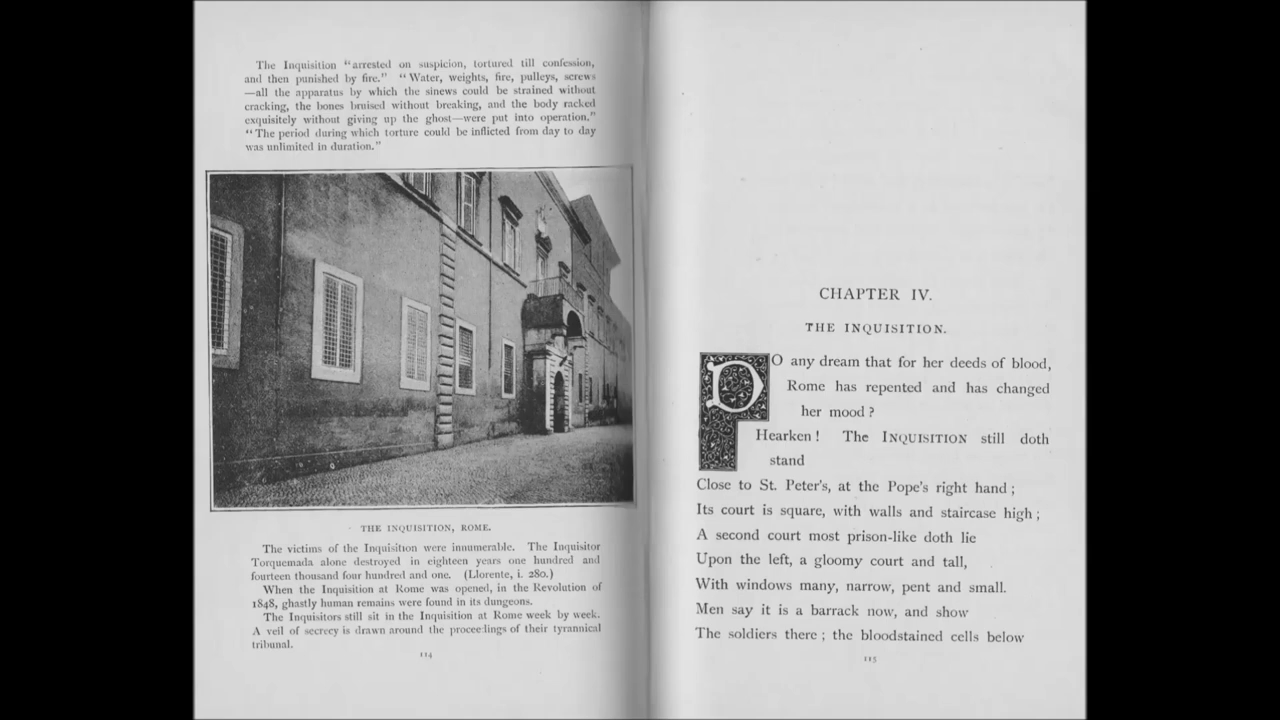 The Inquisition "arrested on suspicion, tortured till confession,
and then punished by fire." "Water, weights, fire, pulleys, screws
—all the apparatus by which the sinews could be strained without
cracking, the bones bruised without breaking, and the body racked
exquisitely without giving up the ghost—were put into operation."
"The period during which torture could be inflicted from day to day
was unlimited in duration."
THE INQUISITION, ROME.
The victims of the Inquisition were innumerable. The Inquisitor
Torquemada alone destroyed in eighteen years one hundred and
fourteen thousand four hundred and one. (Llorente, i. 280.)
When the Inquisition at Rome was opened, in the Revolution of
1848, ghastly human remains were found in its dungeons.
The Inquisitors still sit in the Inquisition at Rome week by week.
A veil of secrecy is drawn around the proceedings of their tyrannical
tribunal.
114
CHAPTER IV.
THE INQUISITION.
DO any dream that for her deeds of blood,
Rome has repented and has changed
her mood ?
Hearken ! The INQUISITION still doth
stand
Close to St. Peter's, at the Pope's right hand ;
Its court is square, with walls and staircase high ;
A second court most prison-like doth lie
Upon the left, a gloomy court and tall,
With windows many, narrow, pent and small.
Men say it is a barrack now, and show
The soldiers there ; the bloodstained cells below
115